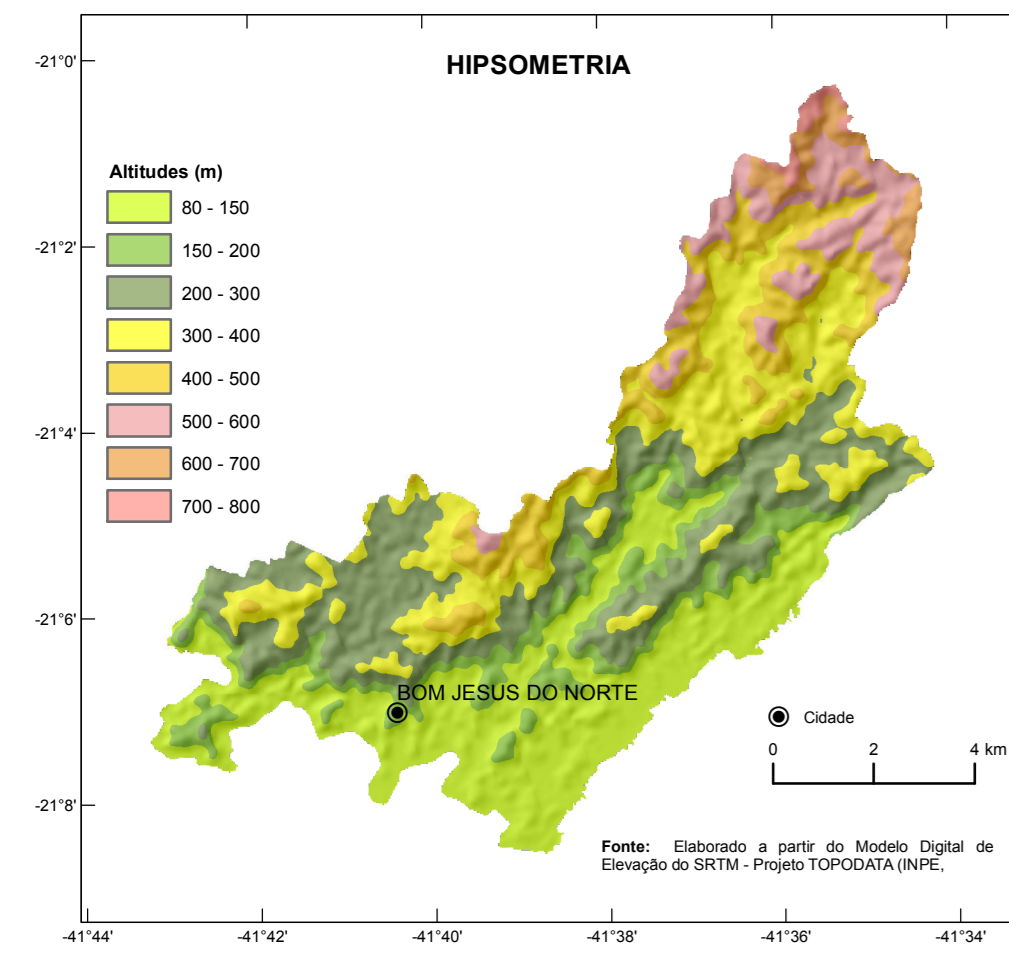 HIPSOMETRIA
-21°0'
-21°2'
-21°4'
-21°6'
-21°8'
Altitudes (m)
80 - 150
150 - 200
200 - 300
300 - 400
400 - 500
500 - 600
600 - 700
700 - 800
BOM JESUS DO NORTE
Cidade
0 2 4 km
Fonte: Elaborado a partir do Modelo Digital de
Elevação do SRTM - Projeto TOPODATA (INPE,
-41°44' -41°42' -41°40' -41°38' -41°36' -41°34'